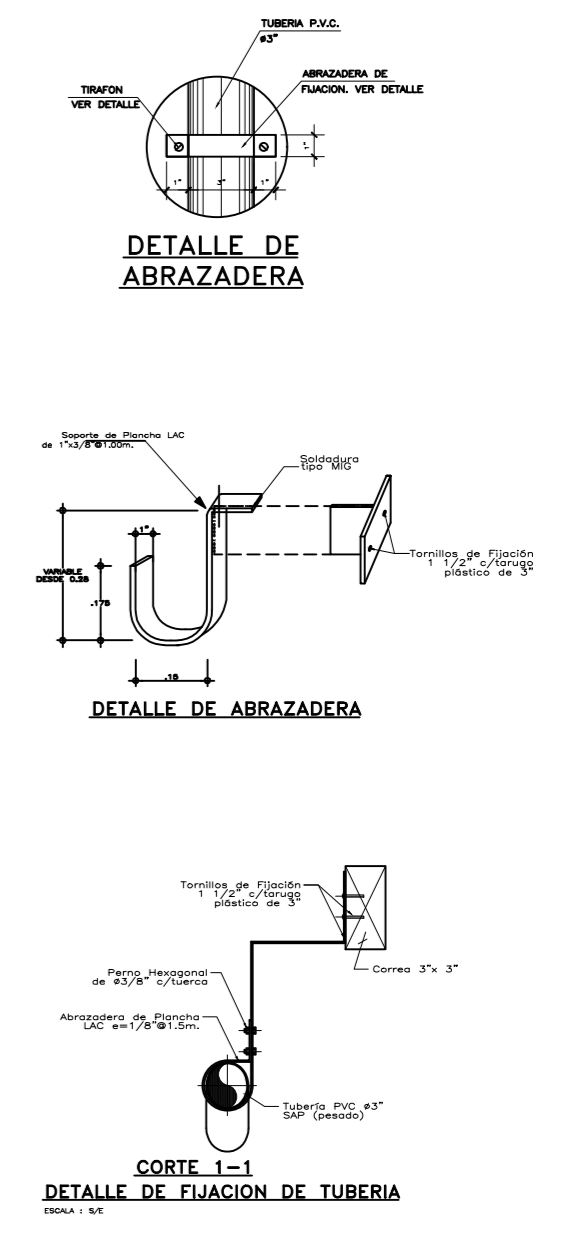 TUBERIA P.V.C.
ø3"
ABRAZADERA DE
FIJACION. VER DETALLE
TIRAFON
VER DETALLE
1"
1"
3"
1"
DETALLE DE
ABRAZADERA
Soporte de Plancha LAC
de 1"x3/8"@1.00m.
Soldadura
tipo MIG
1"
VARIABLE
DESDE 0.28
.175
Tornillos de Fijación
1 1/2" c/tarugo
plástico de 3"
.15
DETALLE DE ABRAZADERA
Tornillos de Fijación
1 1/2" c/tarugo
plástico de 3"
Perno Hexagonal
de ø3/8" c/tuerca
Correa 3"x 3"
Abrazadera de Plancha
LAC e=1/8"@1.5m.
Tubería PVC ø3"
SAP (pesado)
CORTE 1-1
DETALLE DE FIJACION DE TUBERIA
ESCALA : S/E